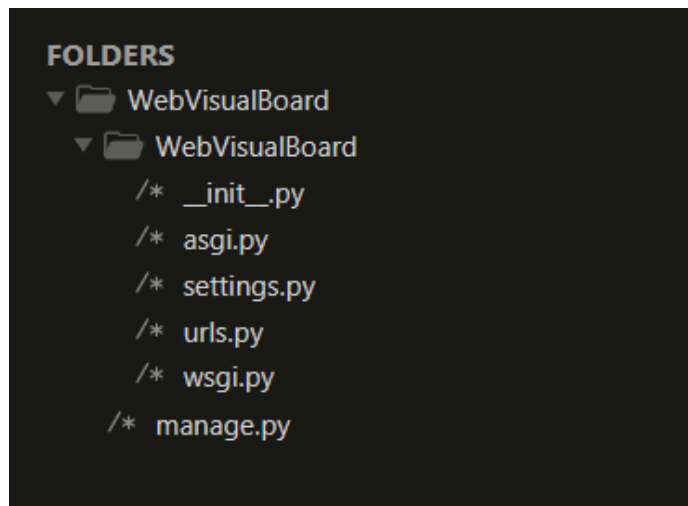 FOLDERS
WebVisualBoard
WebVisualBoard
/* __init__.py
/* asgi.py
/* settings.py
/* urls.py
/* wsgi.py
/* manage.py